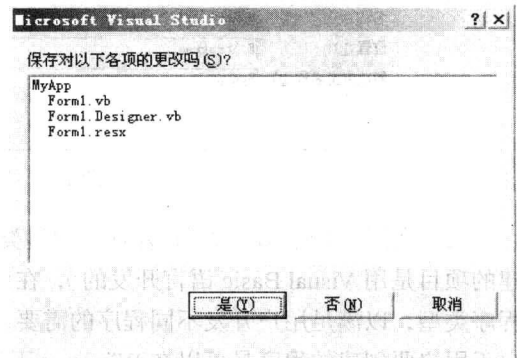 Microsoft Visual Studio
保存对以下各项的更改吗(S)?
MyApp
Form1.vb
Form1.Designer.vb
Form1.resx
是(Y)
否(N)
取消